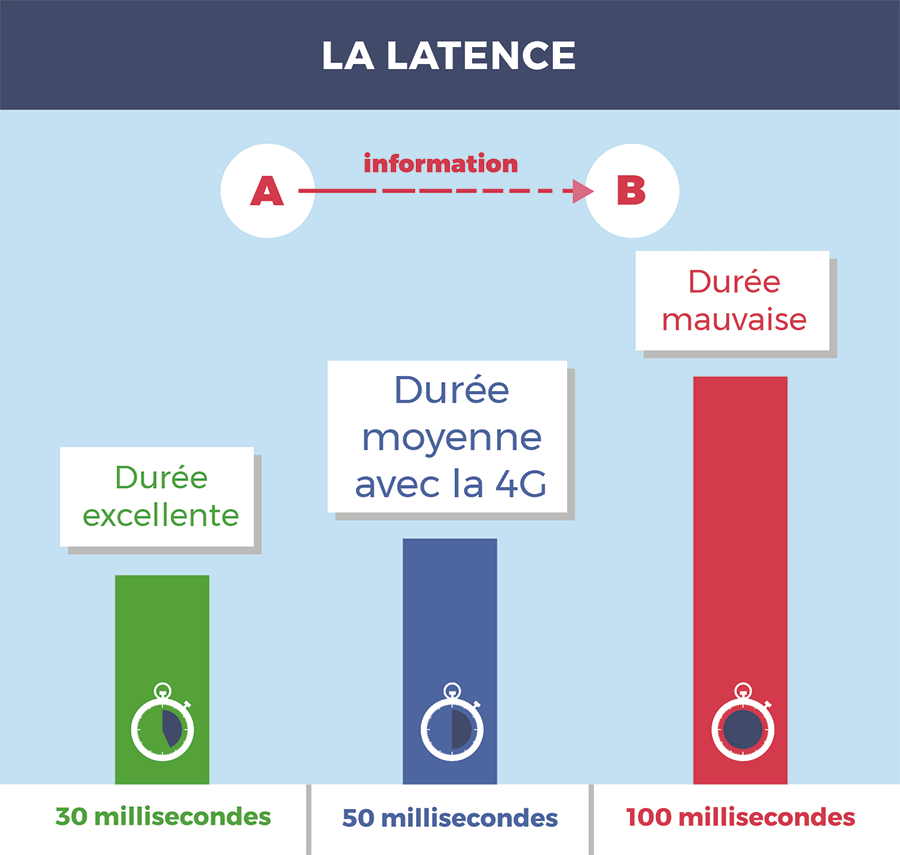 LA LATENCE
information
A
B
Durée
mauvaise
Durée
moyenne
avec la 4G
Durée
excellente
30 millisecondes
50 millisecondes
100 millisecondes